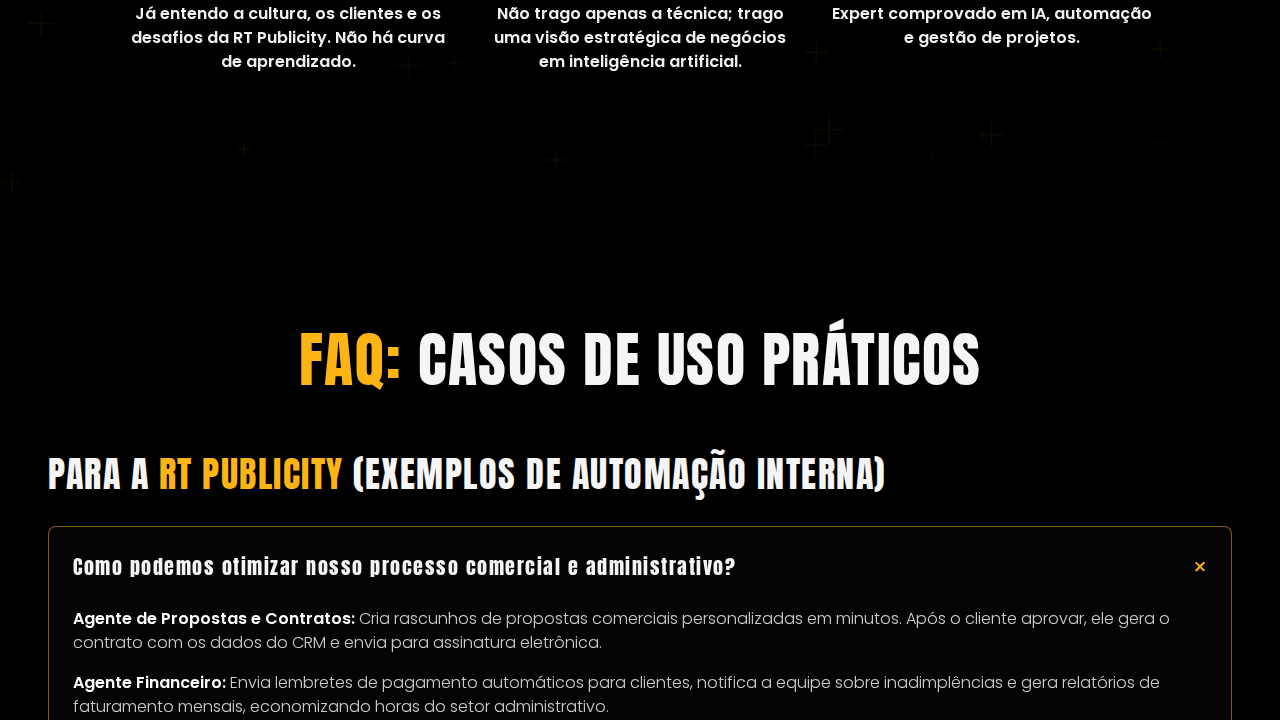 Já entendo a cultura, os clientes e os
desafios da RT Publicity. Não há curva
de aprendizado.
Não trago apenas a técnica; trago
uma visão estratégica de negócios
em inteligência artificial.
Expert comprovado em IA, automação
e gestão de projetos.
FAQ: CASOS DE USO PRÁTICOS
PARA A RT PUBLICITY (EXEMPLOS DE AUTOMAÇÃO INTERNA)
Como podemos otimizar nosso processo comercial e administrativo?
Agente de Propostas e Contratos: Cria rascunhos de propostas comerciais personalizadas em minutos. Após o cliente aprovar, ele gera o
contrato com os dados do CRM e envia para assinatura eletrônica.
Agente Financeiro: Envia lembretes de pagamento automáticos para clientes, notifica a equipe sobre inadimplências e gera relatórios de
faturamento mensais, economizando horas do setor administrativo.